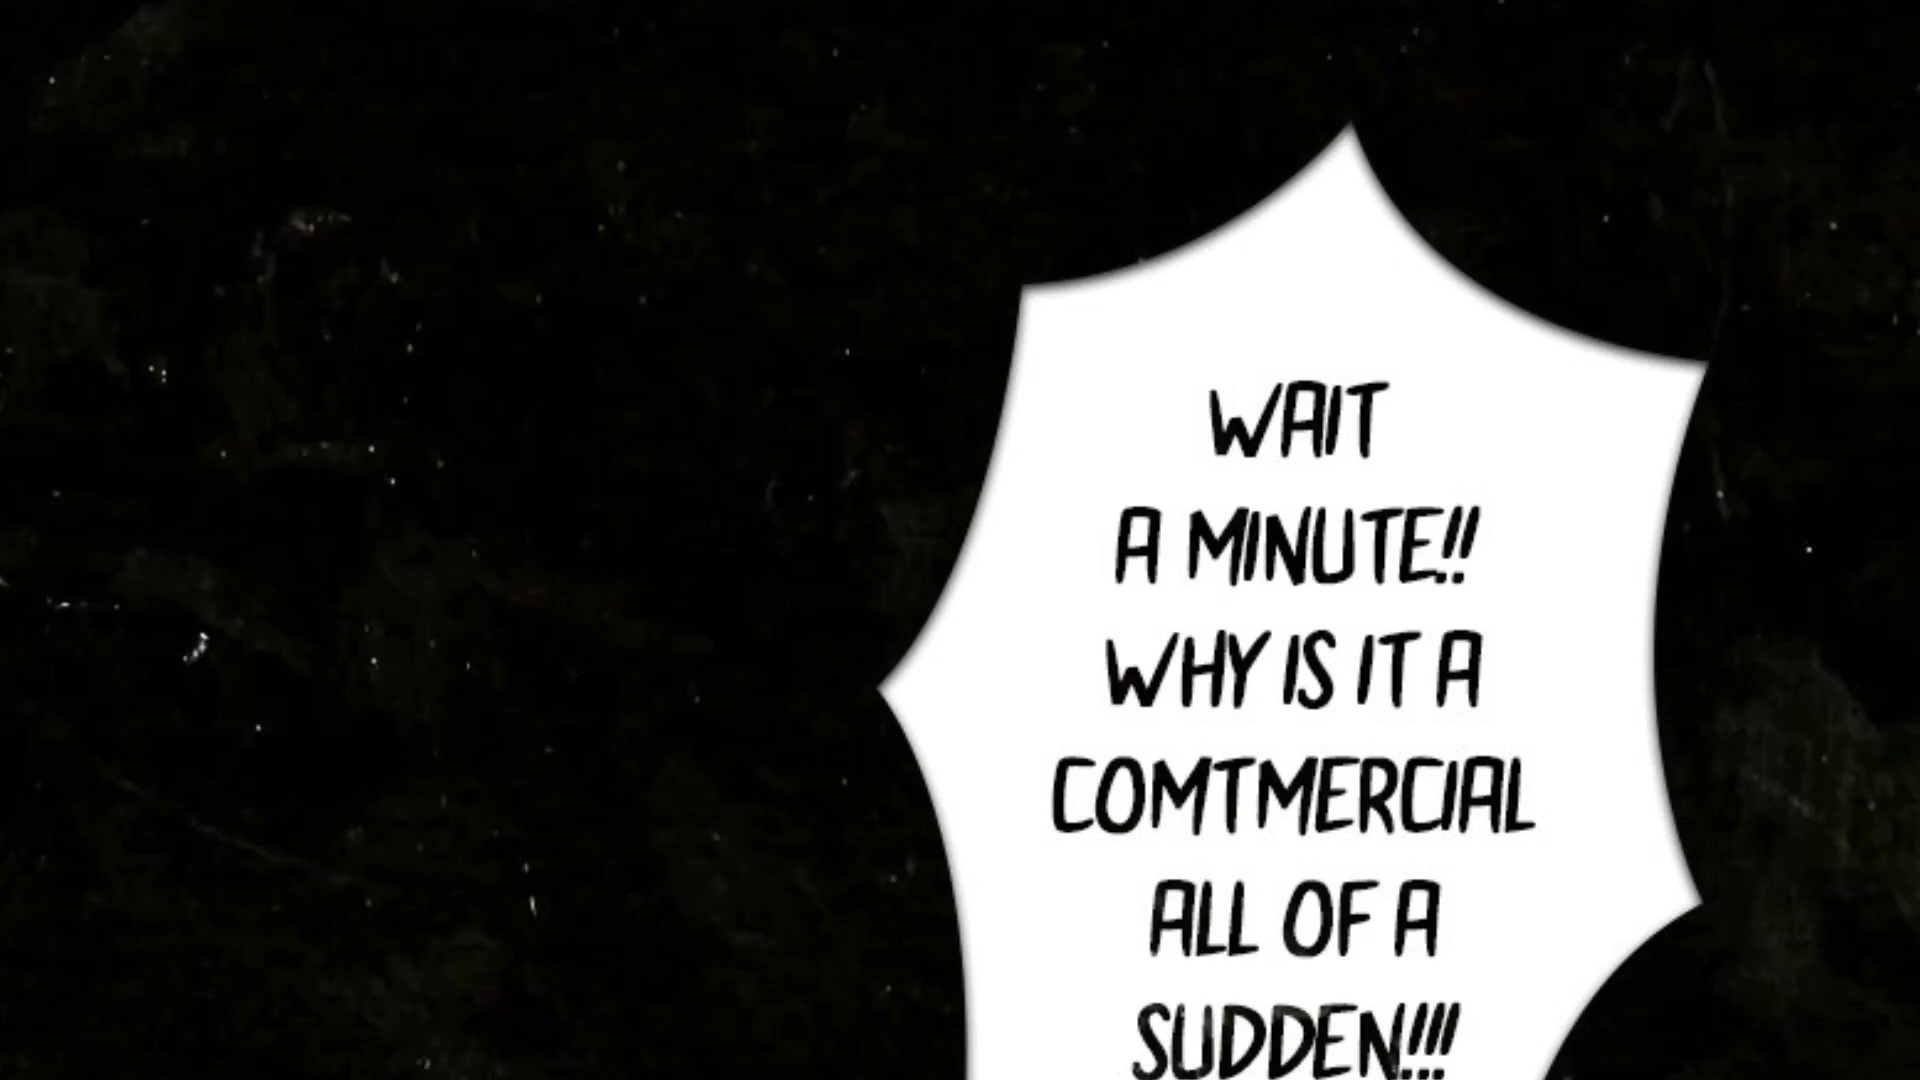 WAIT
A MINUTE!!
WHY IS IT A
COMTMERCIAL
ALL OF A
SUDDEN!!!